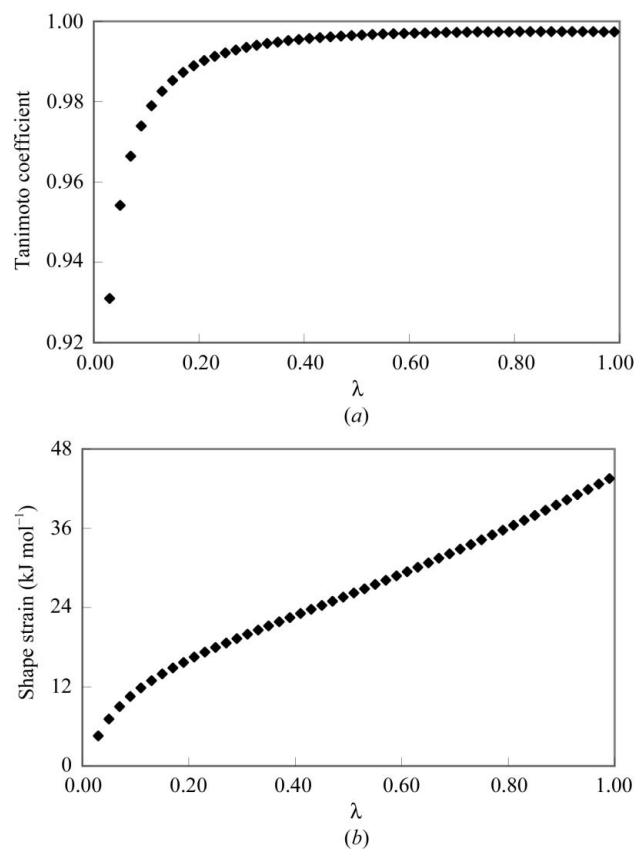 1.00
0.98
0.96
0.94
0.92
Tanimoto coefficient
0.00 0.20 0.40 0.60 0.80 1.00
λ
(a)
48
36
24
12
0
Shape strain (kJ mol⁻¹)
0.00 0.20 0.40 0.60 0.80 1.00
λ
(b)